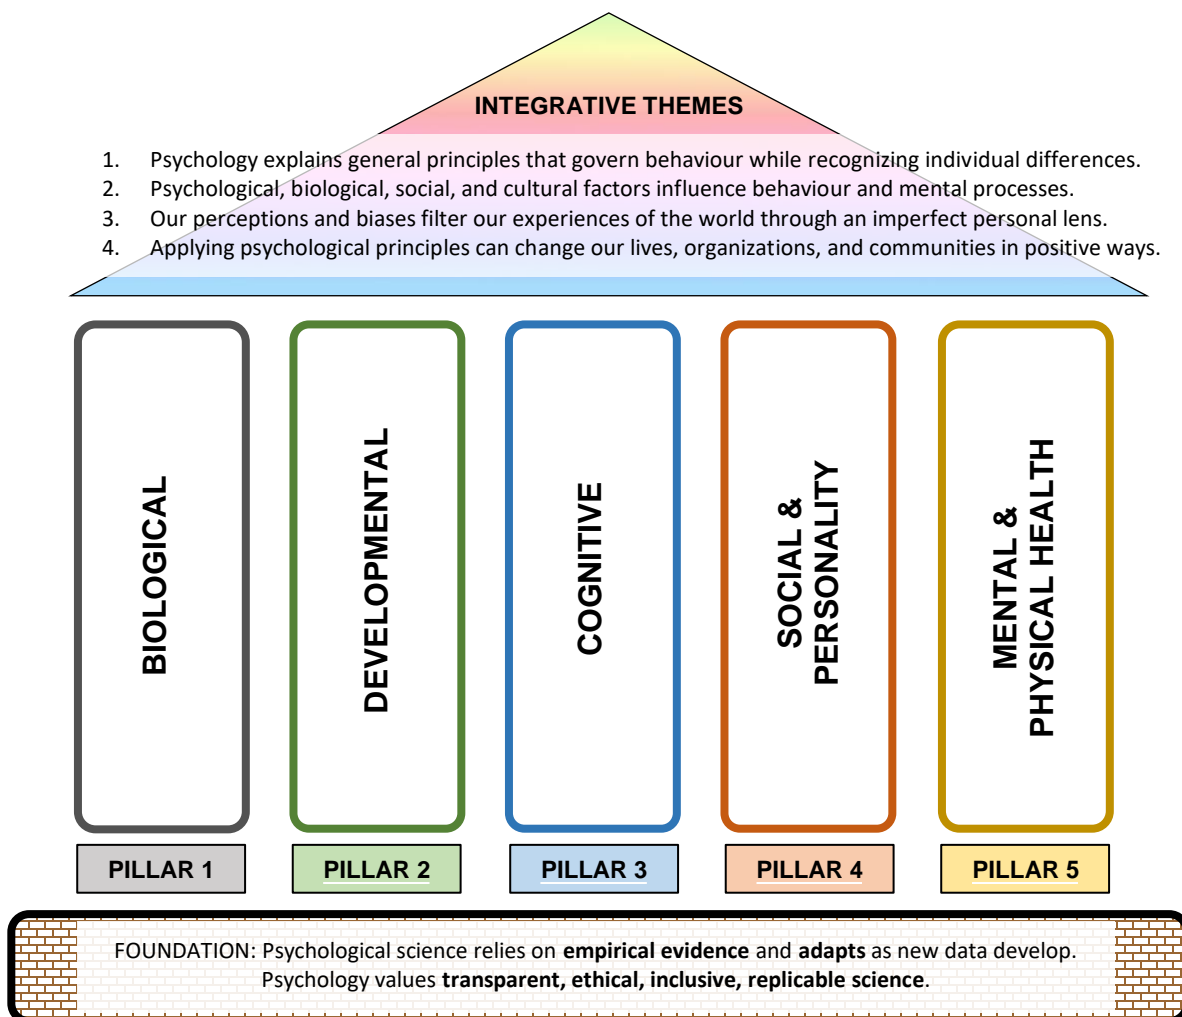 INTEGRATIVE THEMES
1. Psychology explains general principles that govern behaviour while recognizing individual differences.
2. Psychological, biological, social, and cultural factors influence behaviour and mental processes.
3. Our perceptions and biases filter our experiences of the world through an imperfect personal lens.
4. Applying psychological principles can change our lives, organizations, and communities in positive ways.
BIOLOGICAL
DEVELOPMENTAL
COGNITIVE
SOCIAL &
PERSONALITY
MENTAL &
PHYSICAL HEALTH
PILLAR 1
PILLAR 2
PILLAR 3
PILLAR 4
PILLAR 5
FOUNDATION: Psychological science relies on empirical evidence and adapts as new data develop.
Psychology values transparent, ethical, inclusive, replicable science.